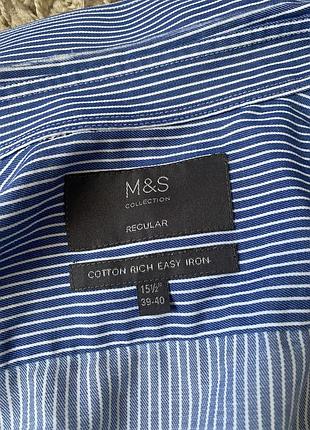 M&S
COLLECTION
REGULAR
COTTON RICH EASY IRON
15½"
39-40